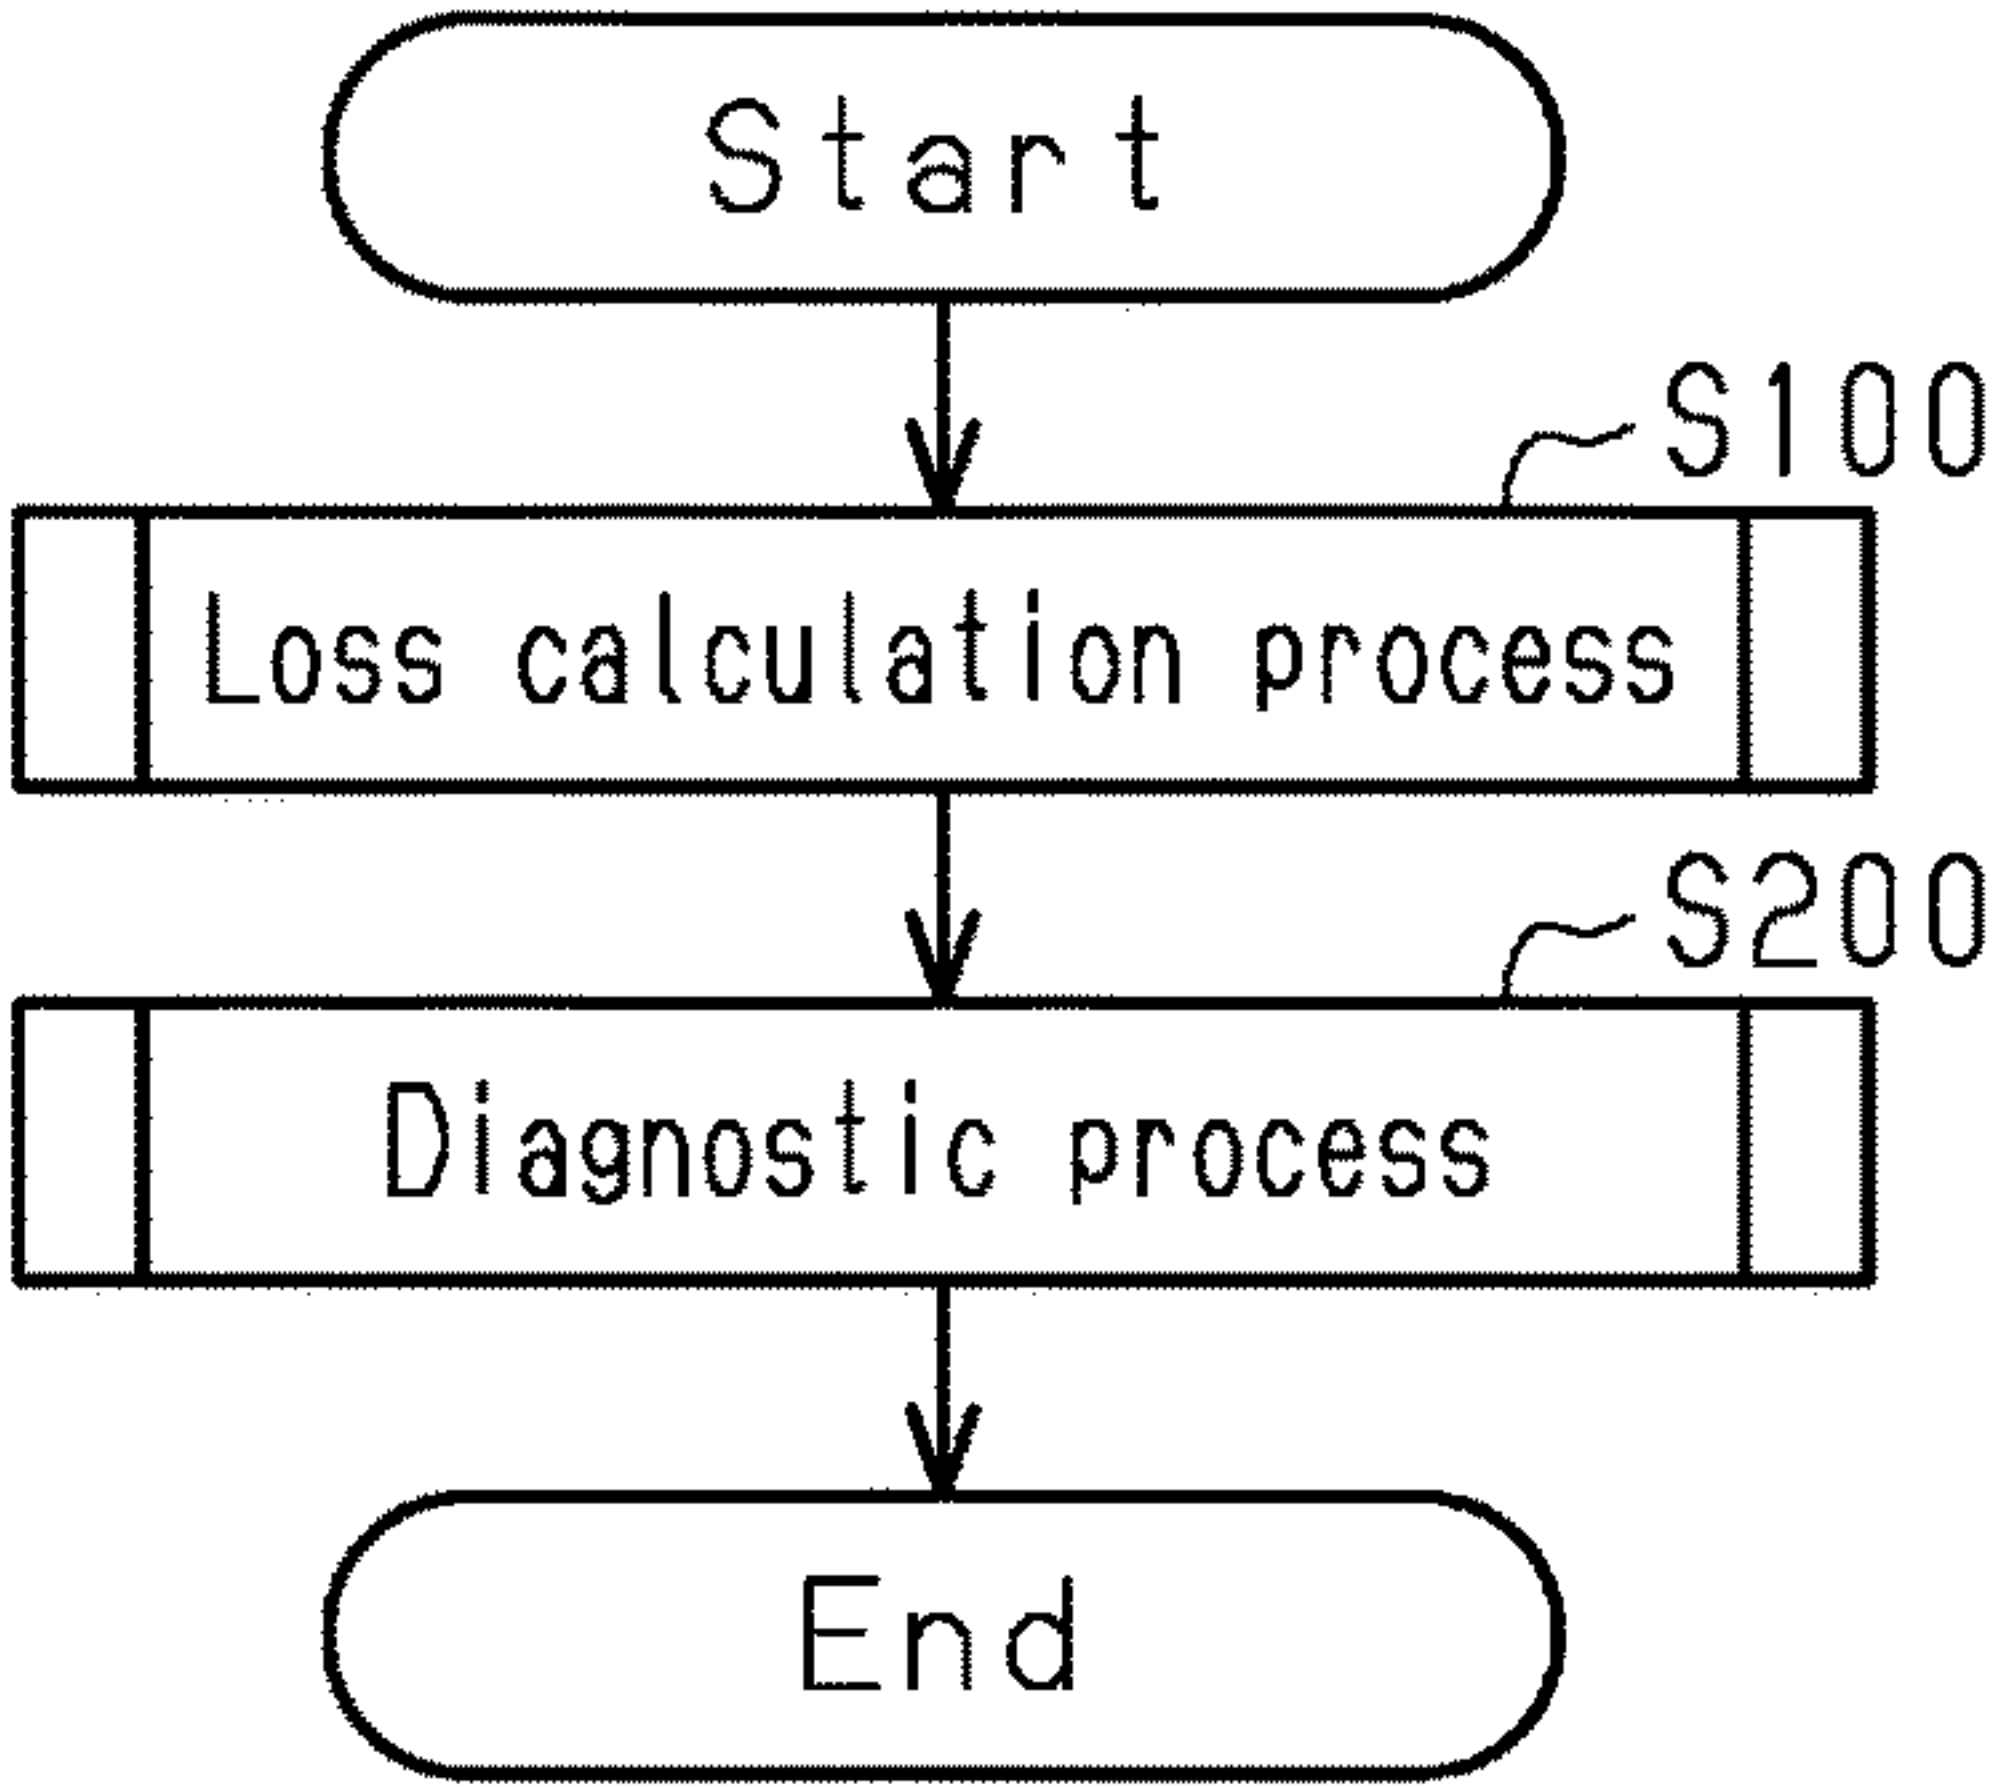 Start
S100
Loss calculation process
S200
Diagnostic process
End